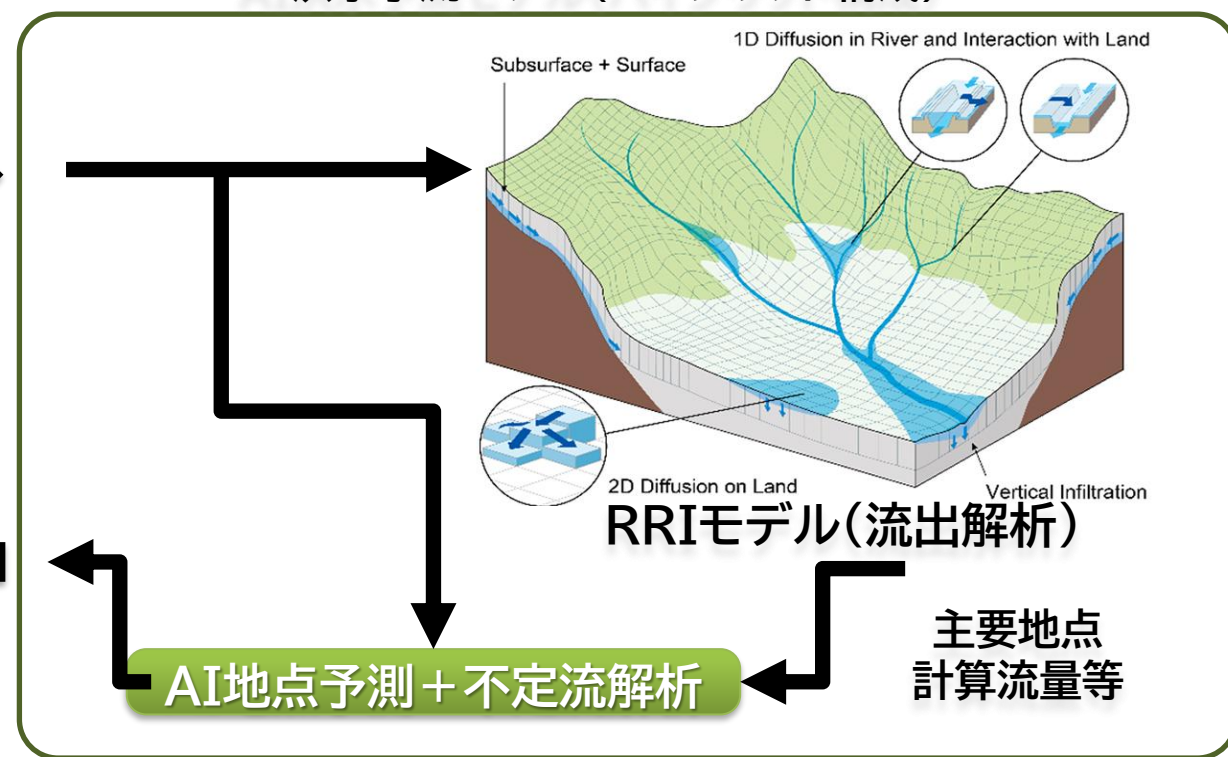 1D Diffusion in River and Interaction with Land
Subsurface + Surface
2D Diffusion on Land
Vertical Infiltration
RRIモデル(流出解析)
主要地点
計算流量等
AI地点予測+不定流解析